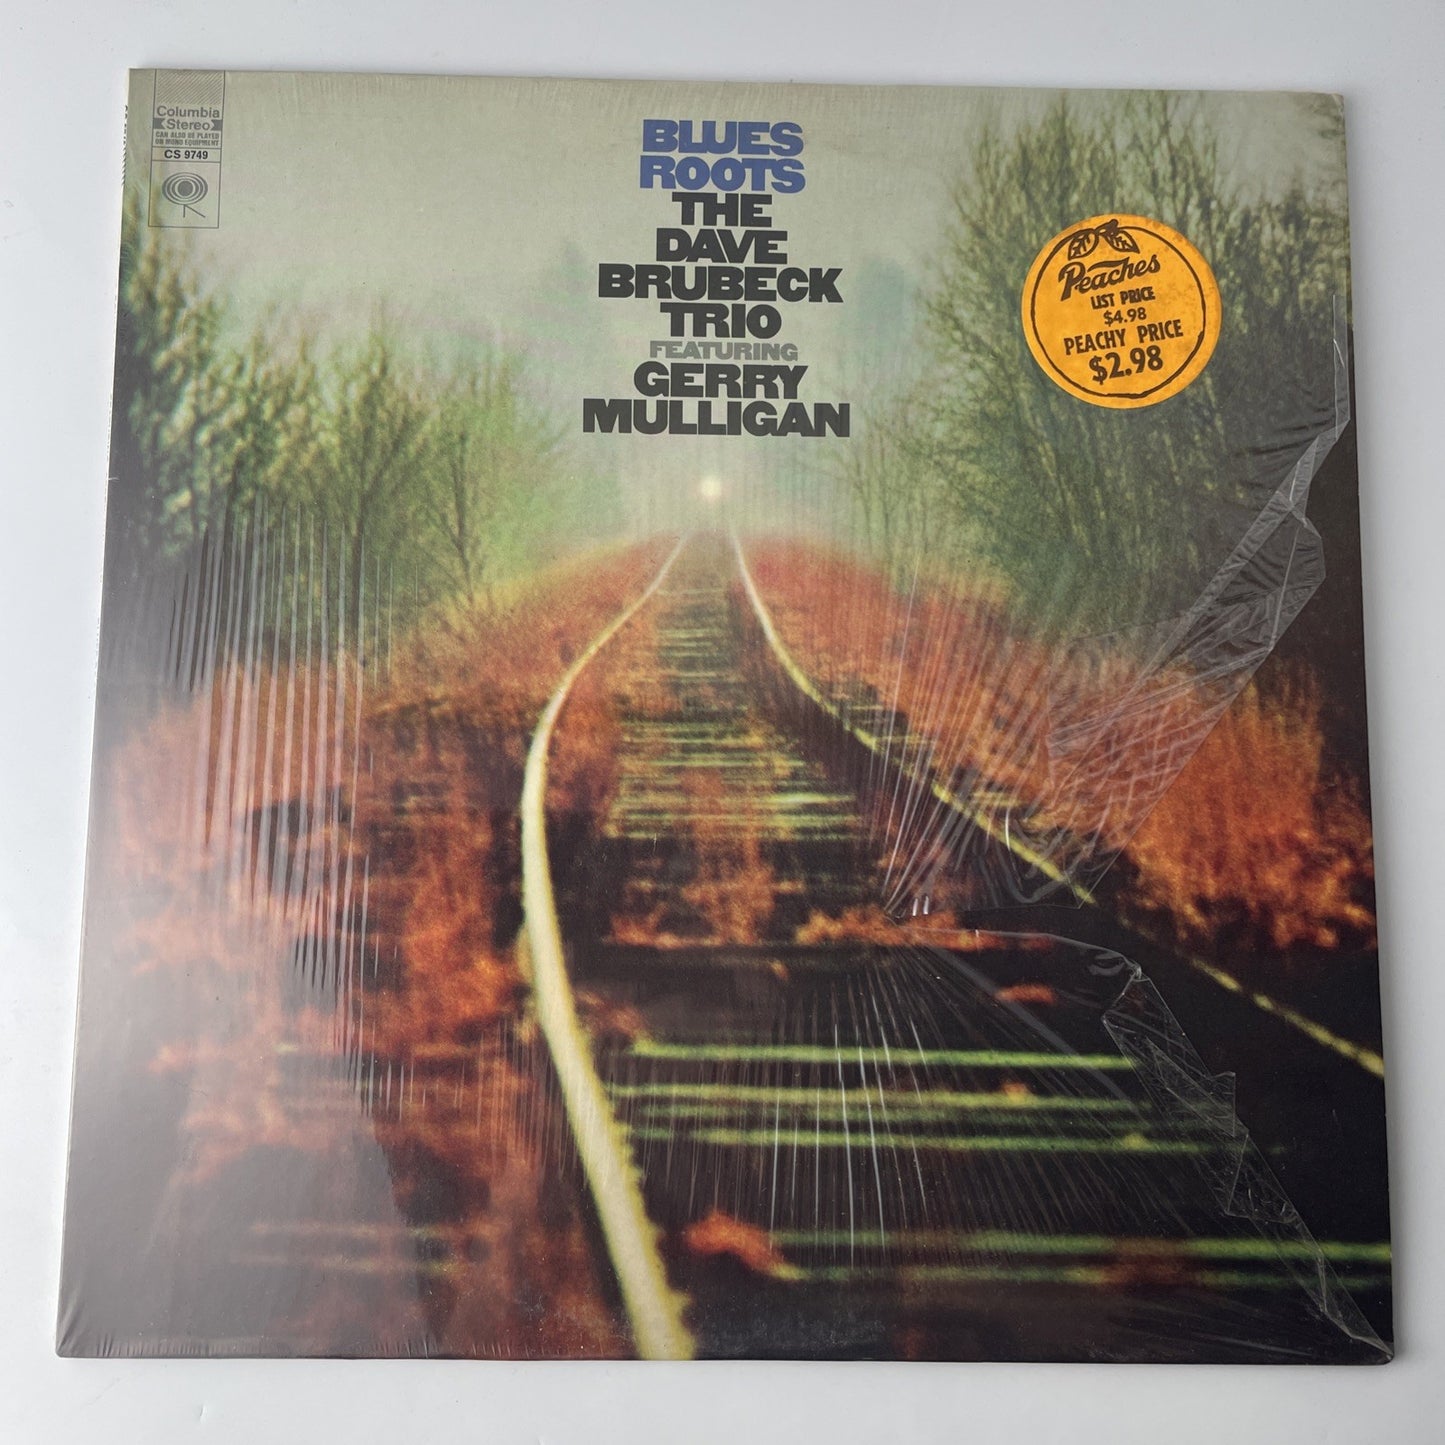 Columbia
Stereo
CAN ALSO BE PLAYED
ON MONO EQUIPMENT
CS 9749
BLUES
ROOTS
THE
DAVE
BRUBECK
TRIO
FEATURING
GERRY
MULLIGAN
Peaches
LIST PRICE
$4.98
PEACHY PRICE
$2.98